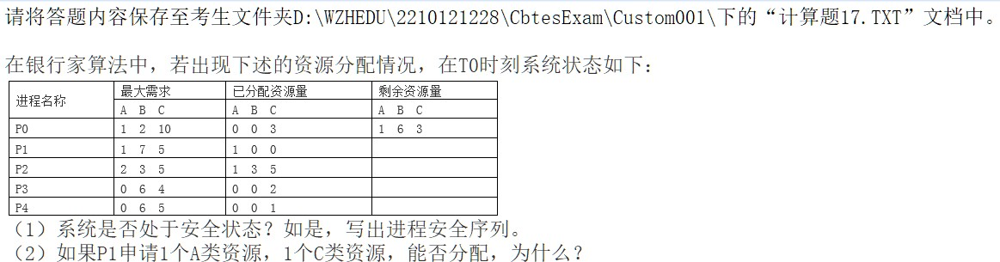 请将答题内容保存至考生文件夹D:\WZHEDU\2210121228\CbtesExam\Custom001\下的“计算题17.TXT”文档中。
在银行家算法中，若出现下述的资源分配情况，在T0时刻系统状态如下：
进程名称 最大需求 已分配资源量 剩余资源量
A B C A B C A B C
P0 1 2 10 0 0 3 1 6 3
P1 1 7 5 1 0 0
P2 2 3 5 1 3 5
P3 0 6 4 0 0 2
P4 0 6 5 0 0 1
（1）系统是否处于安全状态？如是，写出进程安全序列。
（2）如果P1申请1个A类资源，1个C类资源，能否分配，为什么？